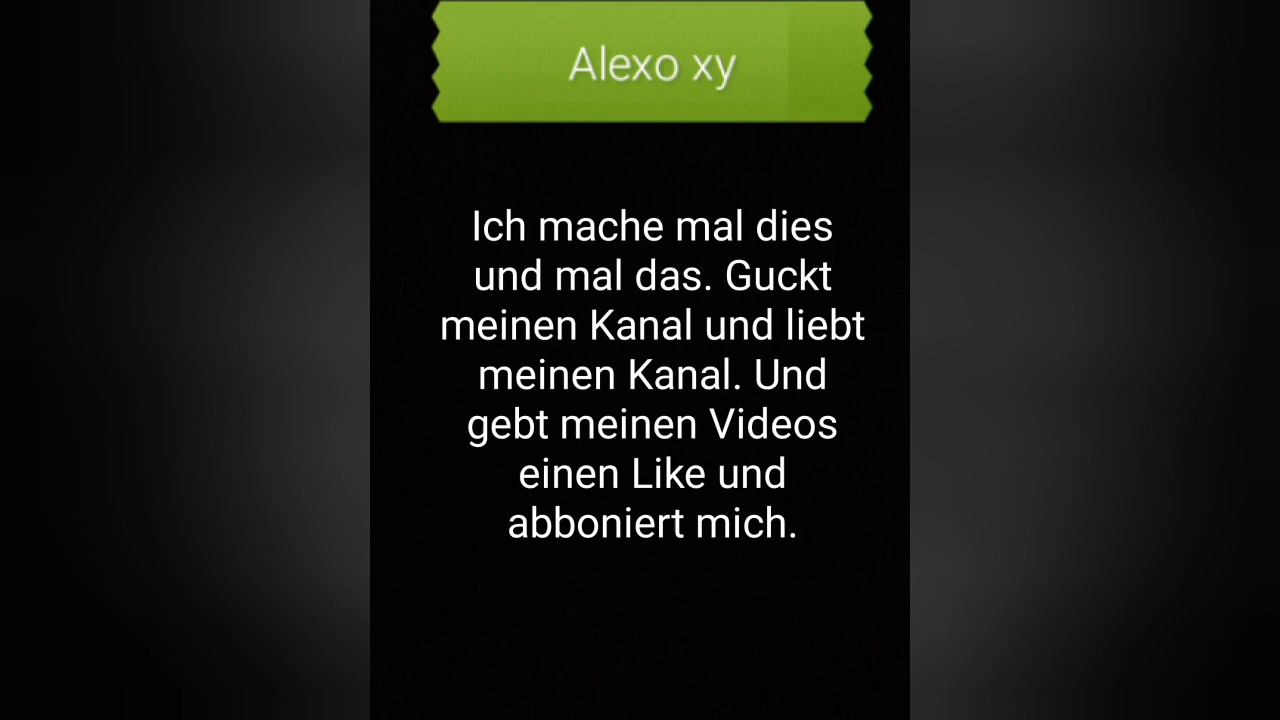 Alexo xy
Ich mache mal dies
und mal das. Guckt
meinen Kanal und liebt
meinen Kanal. Und
gebt meinen Videos
einen Like und
abboniert mich.